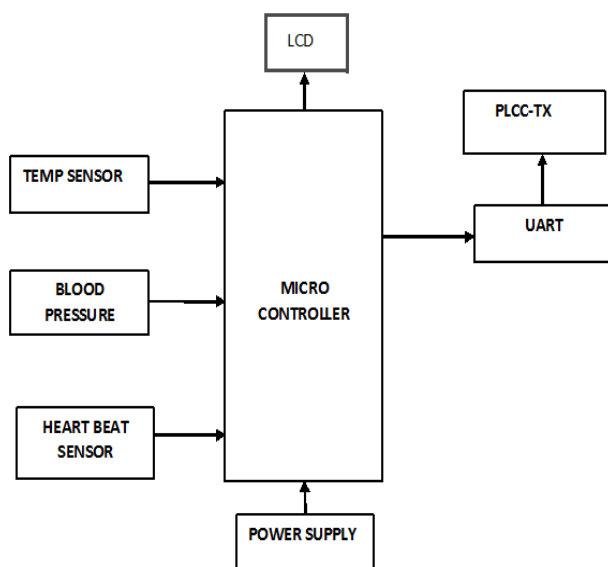 LCD
PLCC-TX
TEMP SENSOR
UART
BLOOD
PRESSURE
MICRO
CONTROLLER
HEART BEAT
SENSOR
POWER SUPPLY